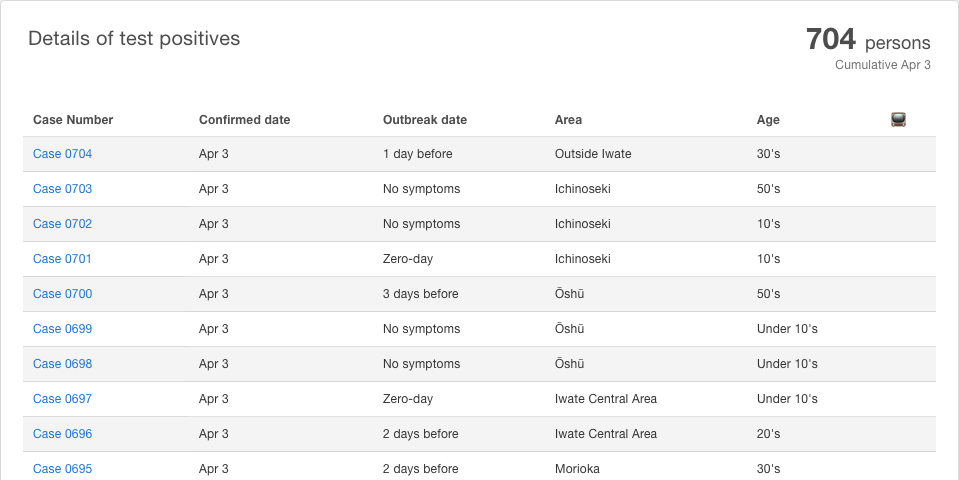 Details of test positives
704 persons
Cumulative Apr 3
Case Number Confirmed date Outbreak date Area Age
Case 0704 Apr 3 1 day before Outside Iwate 30's
Case 0703 Apr 3 No symptoms Ichinoseki 50's
Case 0702 Apr 3 No symptoms Ichinoseki 10's
Case 0701 Apr 3 Zero-day Ichinoseki 10's
Case 0700 Apr 3 3 days before Ōshū 50's
Case 0699 Apr 3 No symptoms Ōshū Under 10's
Case 0698 Apr 3 No symptoms Ōshū Under 10's
Case 0697 Apr 3 Zero-day Iwate Central Area Under 10's
Case 0696 Apr 3 2 days before Iwate Central Area 20's
Case 0695 Apr 3 2 days before Morioka 30's